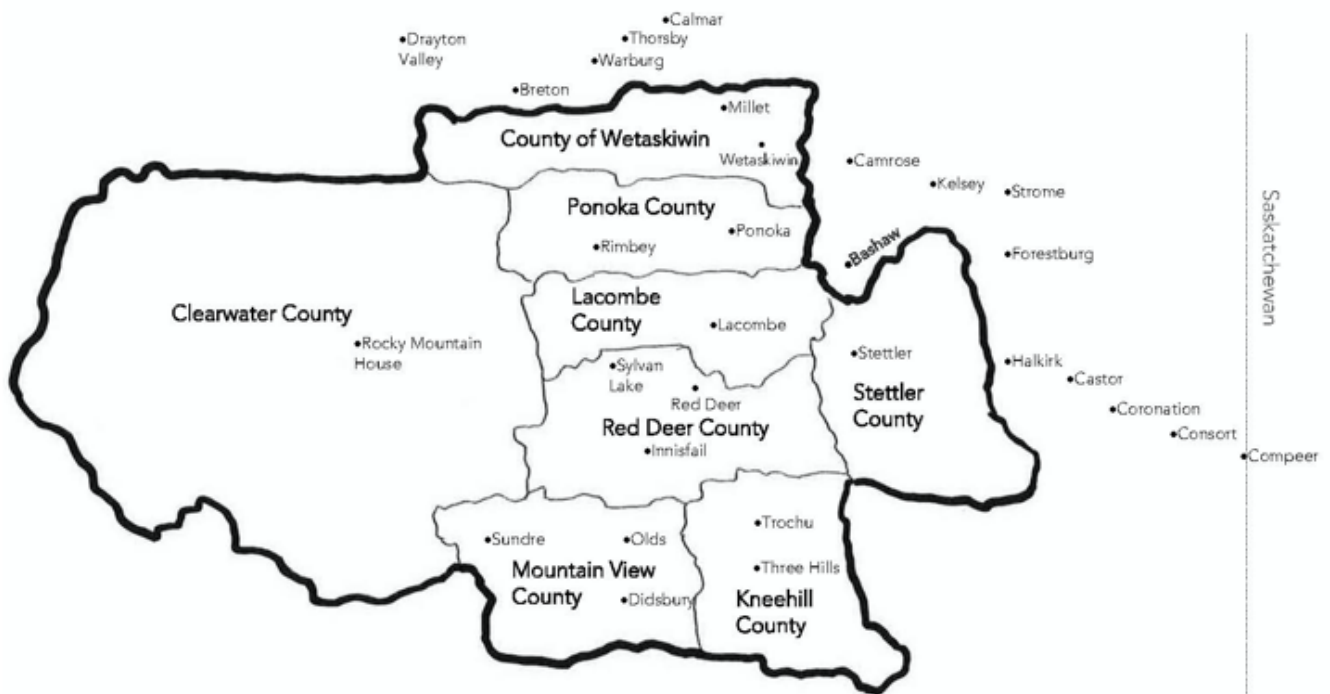 Calmar
Drayton
Valley
Thorsby
Warburg
Breton
Millet
County of Wetaskiwin
Wetaskiwin
Camrose
Kelsey
Strome
Saskatchewan
Ponoka County
Ponoka
Rimbey
Bashaw
Forestburg
Lacombe
County
Lacombe
Clearwater County
Rocky Mountain
House
Stettler
Halkirk
Sylvan
Lake
Castor
Stettler
County
Red Deer
Coronation
Red Deer County
Consort
Innisfail
Compeer
Trochu
Sundre
Olds
Mountain View
County
Three Hills
Didsbury
Kneehill
County